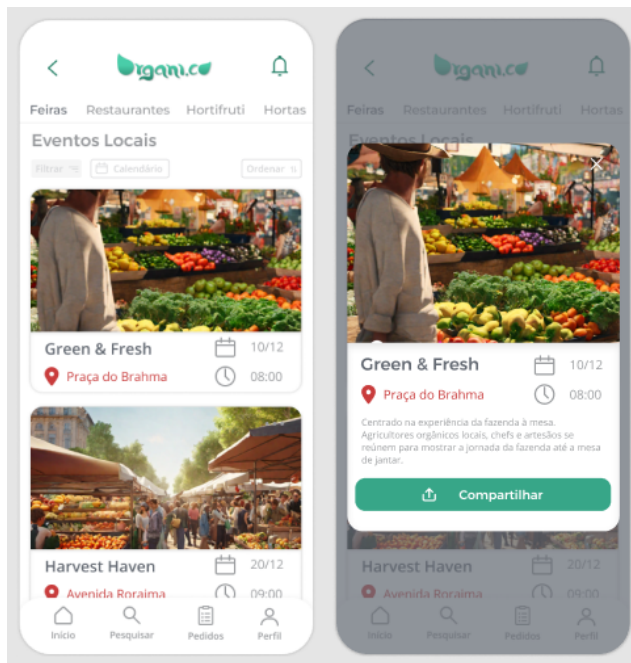 Organi.co
Feiras Restaurantes Hortifruti Hortas
Eventos Locais
Filtrar Calendário Ordenar
Green & Fresh 10/12
Praça do Brahma 08:00
Harvest Haven 20/12
Avenida Roraima 09:00
Início Pesquisar Pedidos Perfil
Organi.co
Feiras Restaurantes Hortifruti Hortas
Eventos Locais
Green & Fresh 10/12
Praça do Brahma 08:00
Centrado na experiência da fazenda à mesa.
Agricultores orgânicos locais, chefs e artesãos se
reúnem para mostrar a jornada da fazenda até a mesa
de jantar.
Compartilhar
Harvest Haven 20/12
Avenida Roraima 09:00
Início Pesquisar Pedidos Perfil